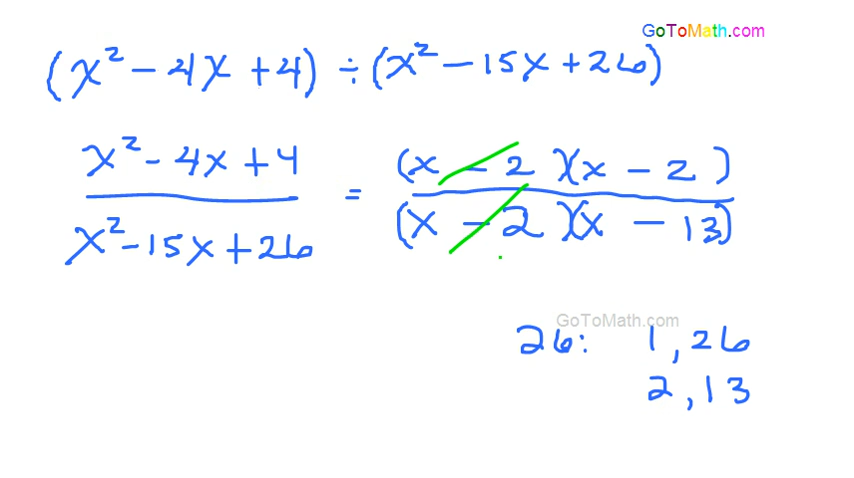 GoToMath.com
(x² - 4x + 4) ÷ (x² - 15x + 26)
x² - 4x + 4 / x² - 15x + 26 = (x - 2)(x - 2) / (x - 2)(x - 13)
GoToMath.com
26: 1, 26
2, 13